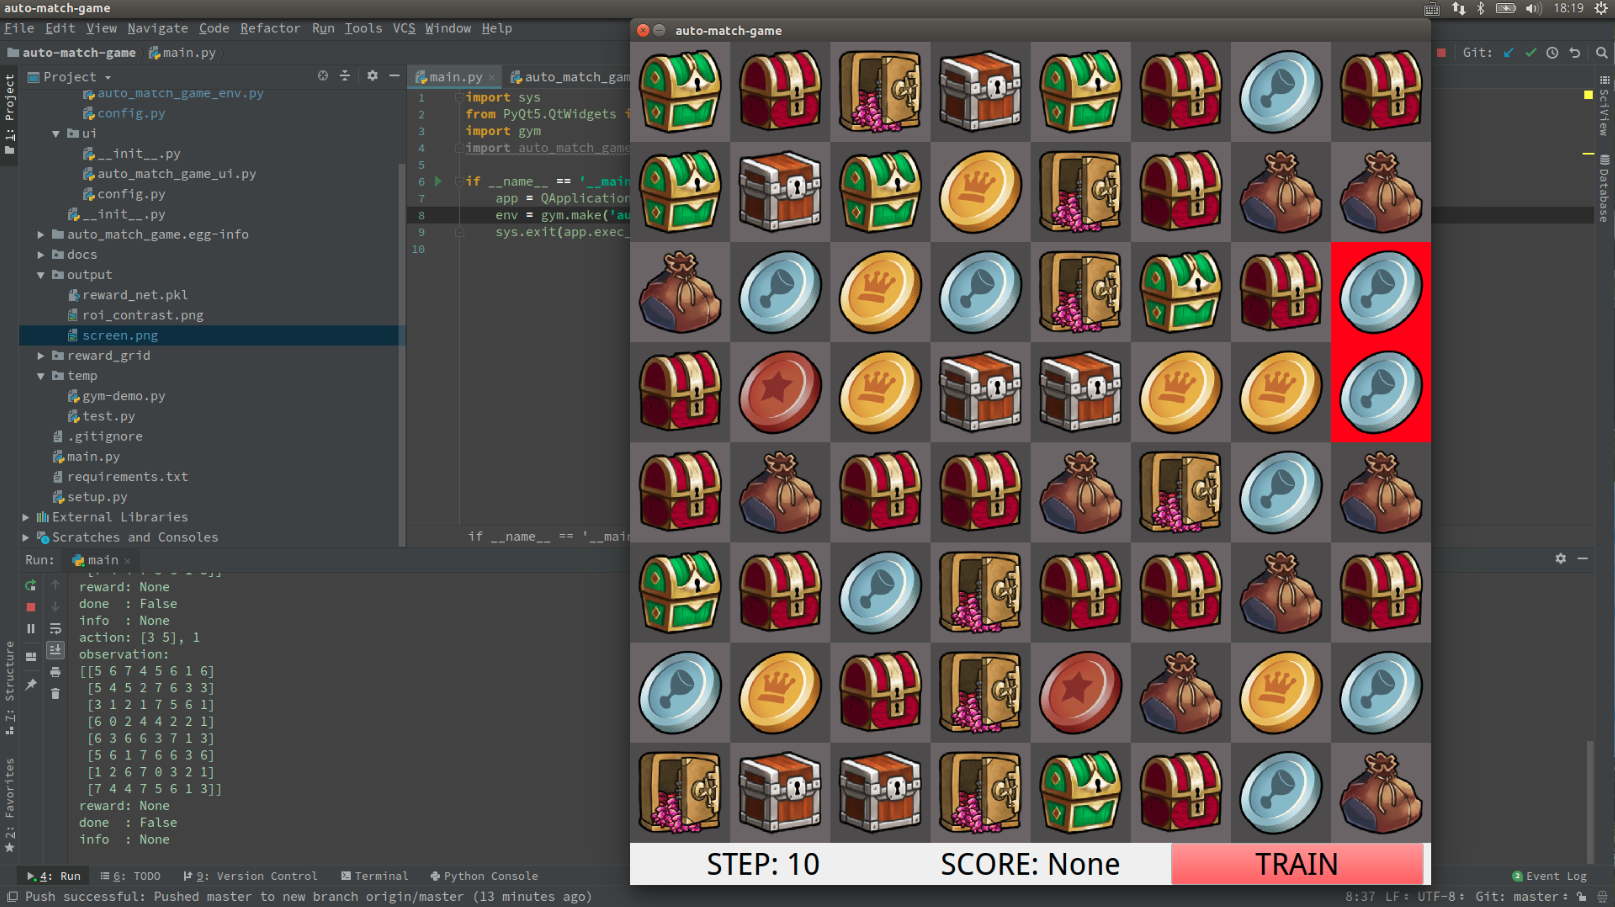 auto-match-game
18:19
File Edit View Navigate Code Refactor Run Tools VCS Window Help
auto-match-game main.py
Git:
1: Project
Project
auto_match_game_env.py
config.py
ui
__init__.py
auto_match_game_ui.py
config.py
__init__.py
auto_match_game.egg-info
docs
output
reward_net.pkl
roi_contrast.png
screen.png
reward_grid
temp
gym-demo.py
test.py
.gitignore
main.py
requirements.txt
setup.py
External Libraries
Scratches and Consoles
main.py auto_match_gam
1 import sys
2 from PyQt5.QtWidgets i
3 import gym
4 import auto_match_game
5
6 if __name__ == '__main
7 app = QApplication
8 env = gym.make('au
9 sys.exit(app.exec_
10
if __name__ == '__main
auto-match-game
STEP: 10 SCORE: None TRAIN
SciView
Database
Run: main
reward: None
done : False
info : None
action: [3 5], 1
observation:
[[5 6 7 4 5 6 1 6]
[5 4 5 2 7 6 3 3]
[3 1 2 1 7 5 6 1]
[6 0 2 4 4 2 2 1]
[6 3 6 6 3 7 1 3]
[5 6 1 7 6 6 3 6]
[1 2 6 7 0 3 2 1]
[7 4 4 7 5 6 1 3]]
reward: None
done : False
info : None
7: Structure
2: Favorites
4: Run 6: TODO 9: Version Control Terminal Python Console 2 Event Log
Push successful: Pushed master to new branch origin/master (13 minutes ago) 8:37 LF UTF-8 Git: master